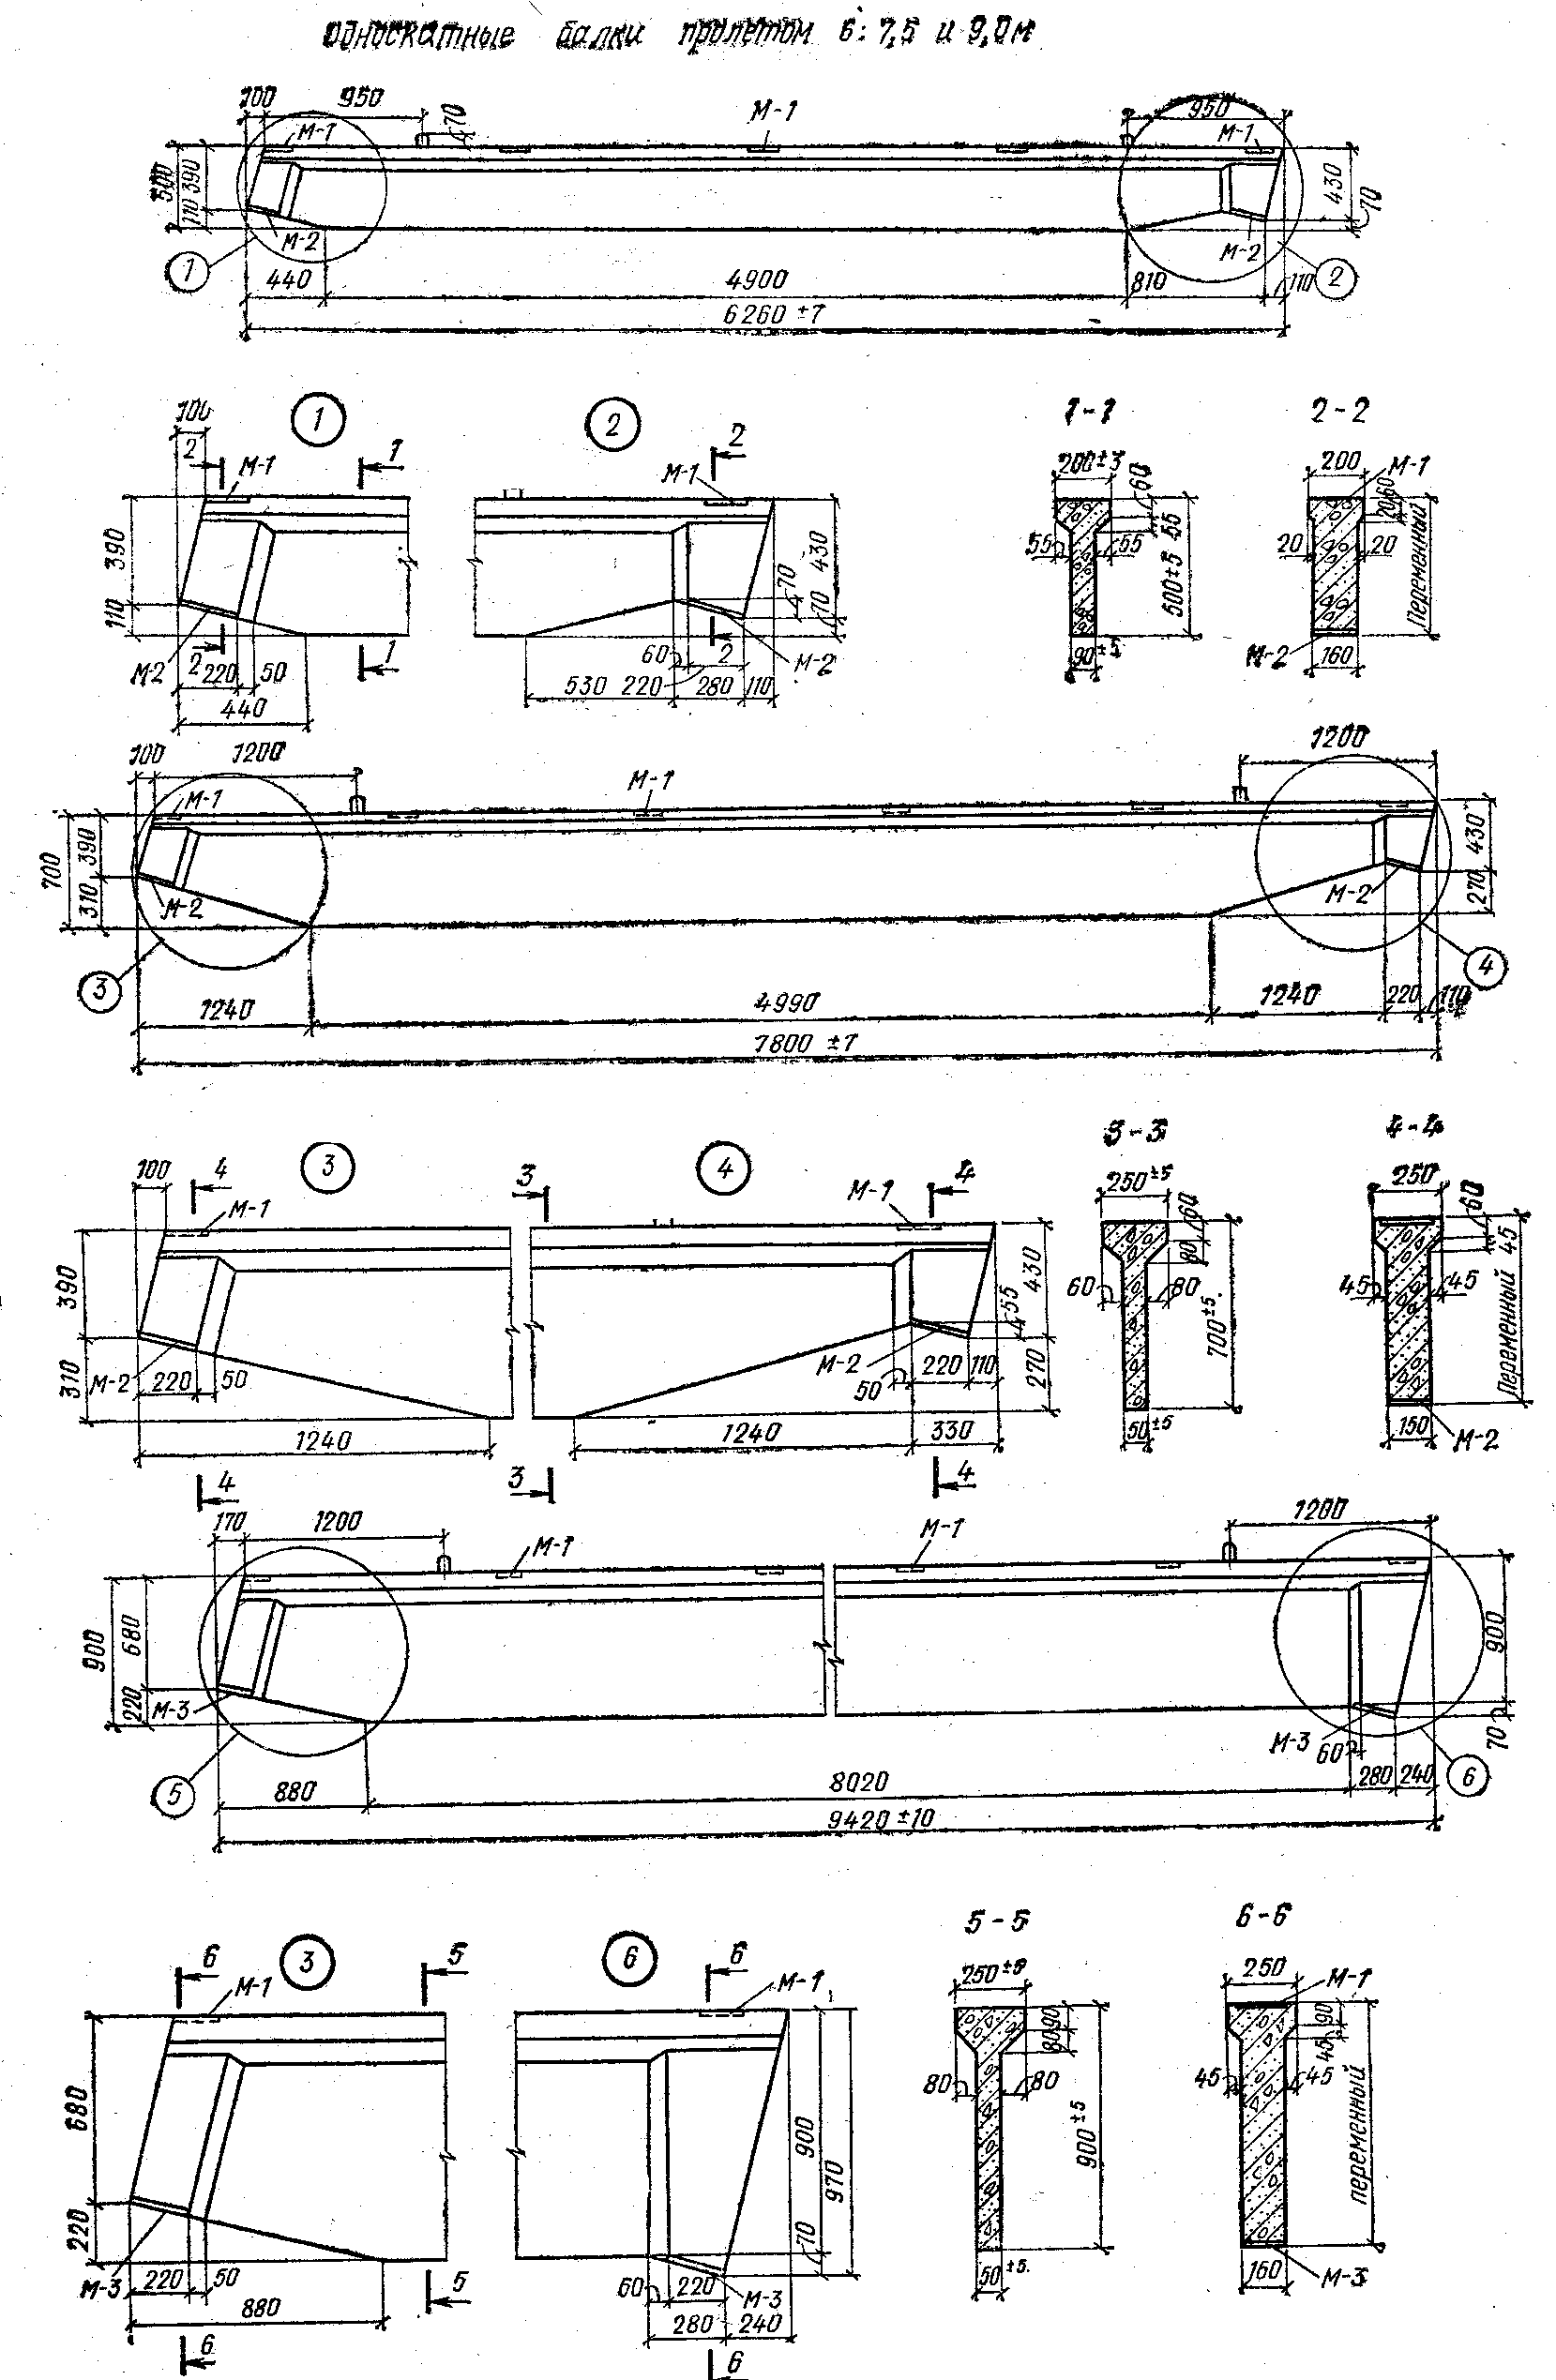 односкатные балки пролётом 6: 7,5 и 9,0м
100 950 70 М-1 950
М-1 М-1
500 390 110 430 70
М-2 М-2
1 440 4900 810 110 2
6260 ±7
100 1 2 1-1 2-2
2 М-1 1 М-1 2 200±5 60 200 М-1
20 60
390 110 70 430 70 55 55 55 500±5 20 20 Переменный
М-2 2 220 50 1 60 2 М-2 90±5 М-2 160
440 530 220 280 110
100 1200 М-1 1200
М-1
700 390 310 430 270
М-2 М-2
3 4
1240 4990 1240 220 110
7800 ±7
3 4 3-3 4-4
100 4 М-1 3 М-1 4 250±5 60 250 60
390 310 430 55 270 80 60 80 700±5 45 45 45 Переменный
М-2 220 50 М-2 50 220 110 50±5 150 М-2
1240 1240 330
4 3 4
170 1200 М-1 М-1 1200
900 680 220 900 70
М-3 М-3 60
5 880 8020 280 240 6
9420 ±10
3 6 5-5 6-6
6 М-1 5 6 М-1 250±5 250 М-1
90 80 90 45
680 220 900 970 70 80 80 900±5 45 45 переменный
М-3 220 50 5 60 220 М-3 50±5 160 М-3
880 280 240
6 6